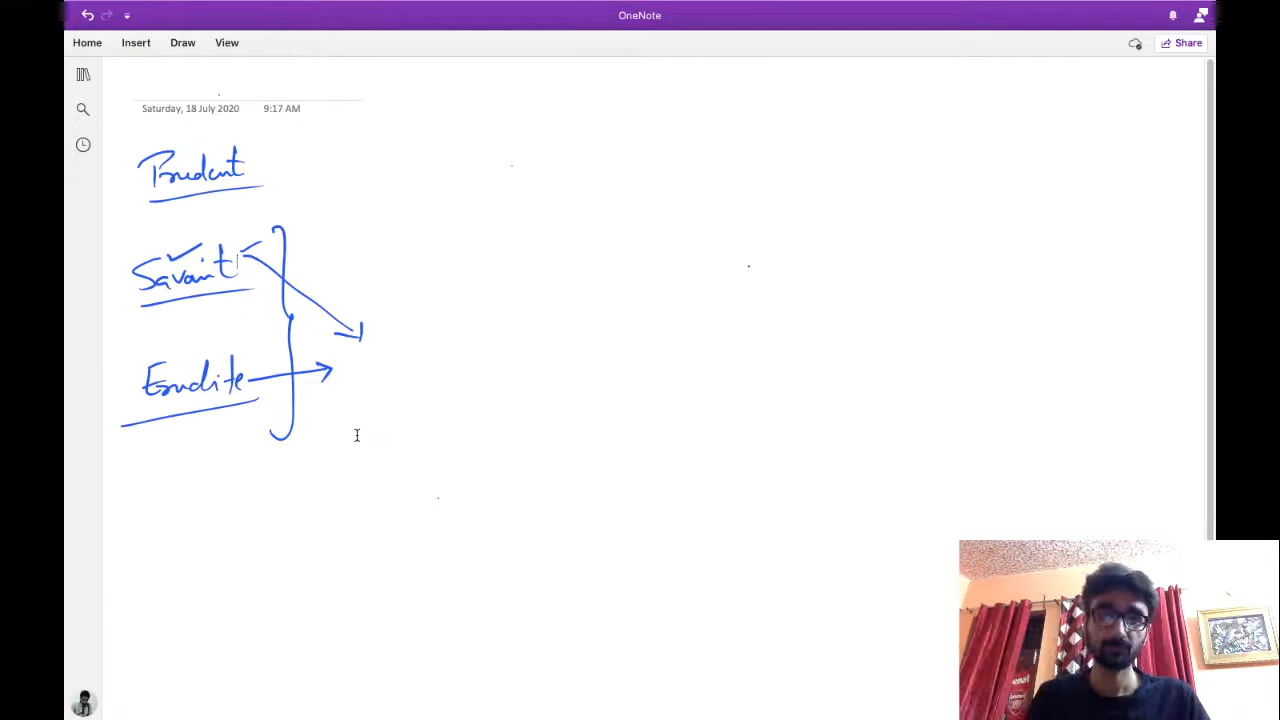 OneNote
Home Insert Draw View Share
Saturday, 18 July 2020 9:17 AM
Prudent
Savant
Erudite